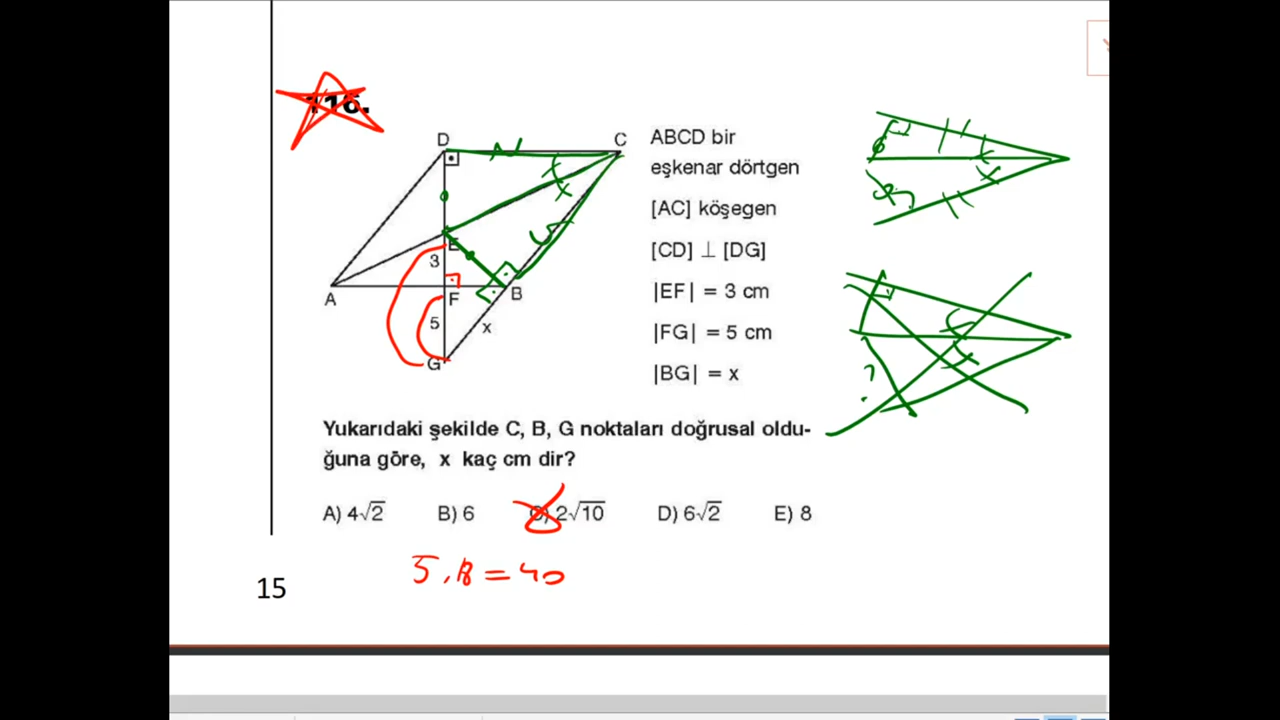 116.
D
C
E
3
A
F
B
5
x
G
ABCD bir
eşkenar dörtgen
[AC] köşegen
[CD] ⊥ [DG]
|EF| = 3 cm
|FG| = 5 cm
|BG| = x
Yukarıdaki şekilde C, B, G noktaları doğrusal oldu-
ğuna göre, x kaç cm dir?
A) 4√2 B) 6 C) 2√10 D) 6√2 E) 8
5.8 = 40
15